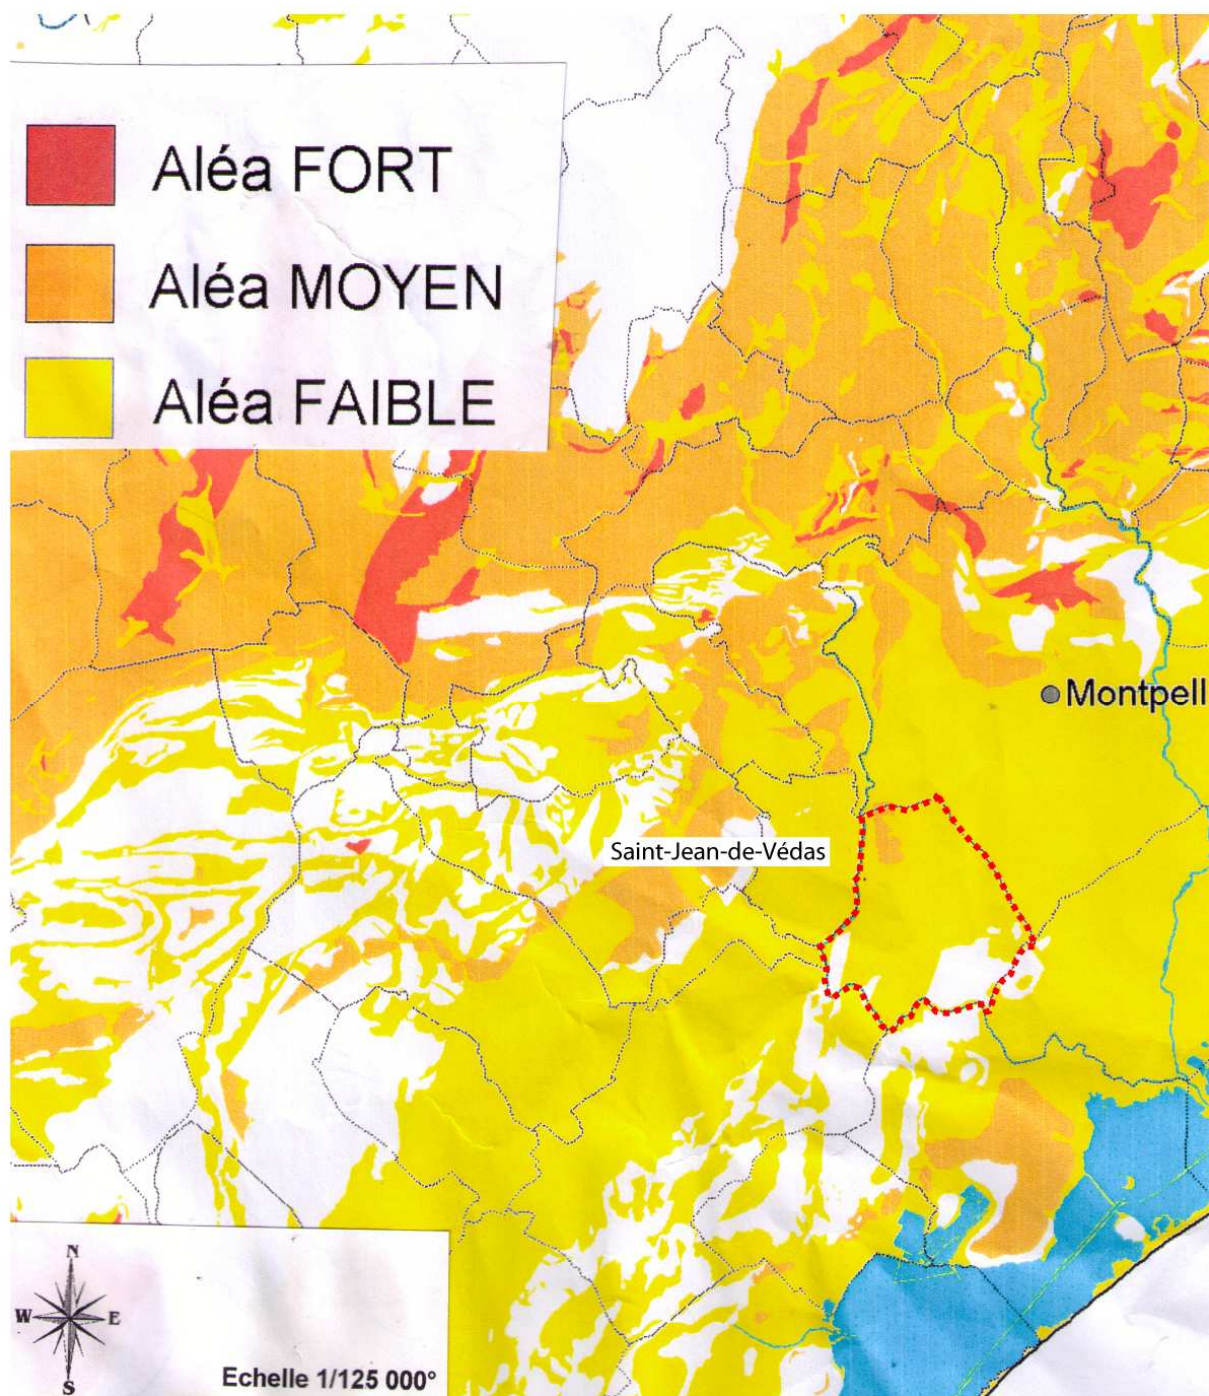 Aléa FORT
Aléa MOYEN
Aléa FAIBLE
Montpell
Saint-Jean-de-Védas
N
W E
S
Echelle 1/125 000°